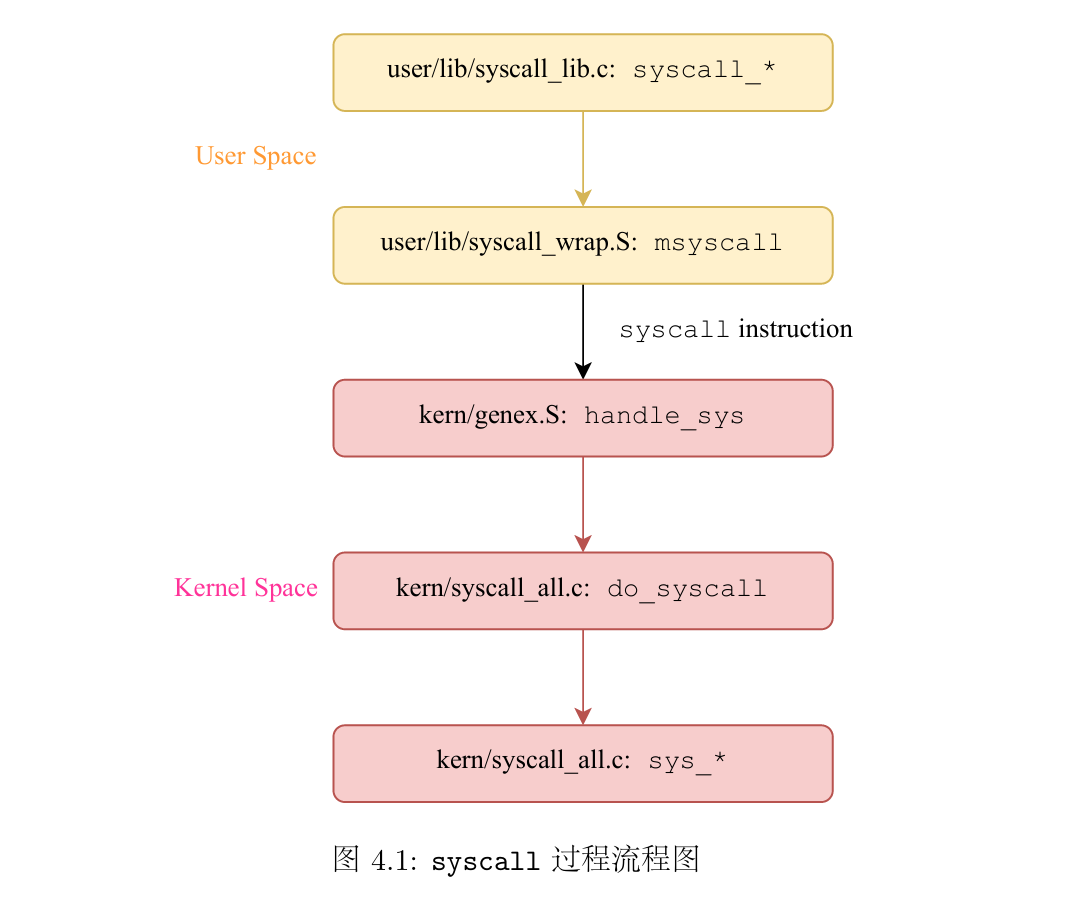 user/lib/syscall_lib.c: syscall_*
User Space
user/lib/syscall_wrap.S: msyscall
syscall instruction
kern/genex.S: handle_sys
Kernel Space
kern/syscall_all.c: do_syscall
kern/syscall_all.c: sys_*
图 4.1: syscall 过程流程图